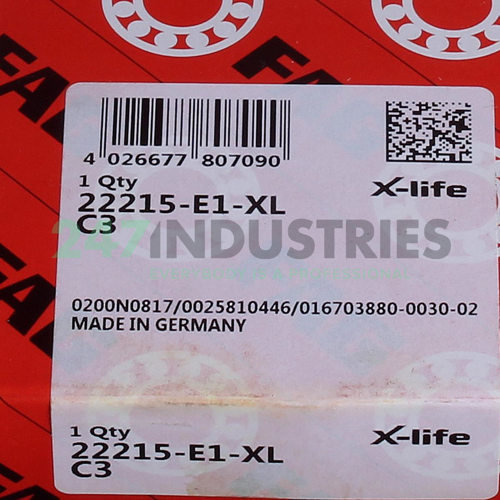 FAG
4 026677 807090
1 Qty
22215-E1-XL
C3
X-life
247INDUSTRIES
0200N0817/0025810446/016703880-0030-02
MADE IN GERMANY
1 Qty
22215-E1-XL
C3
X-life